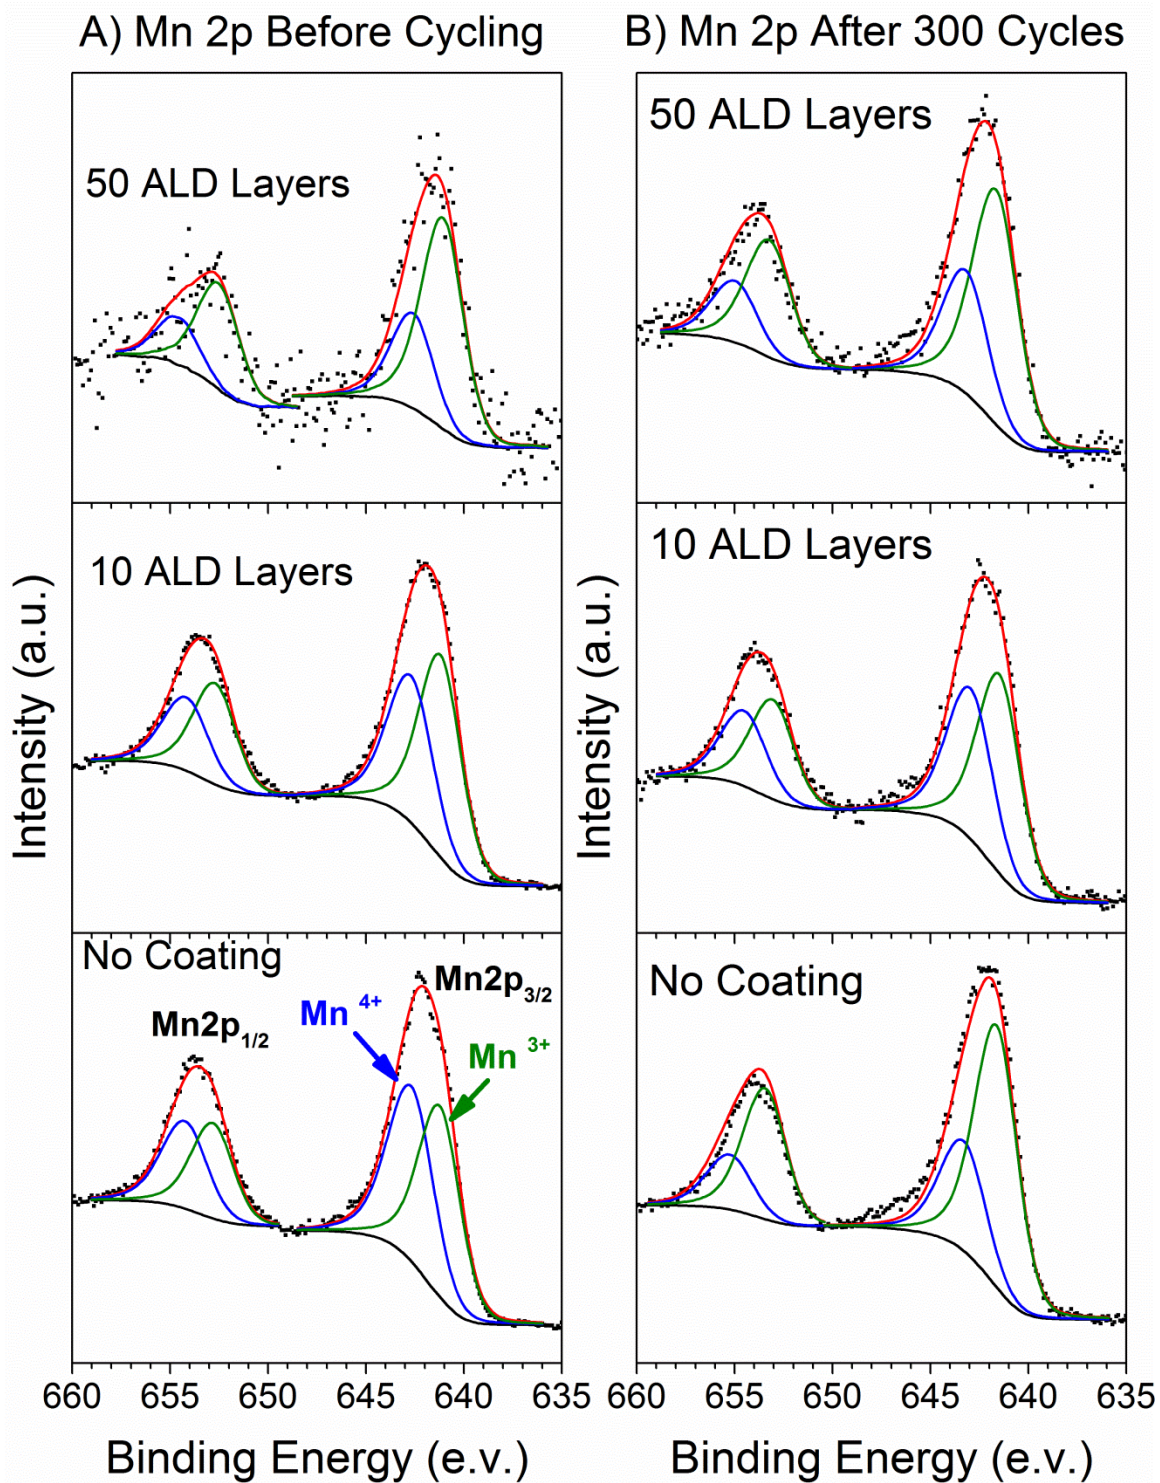 A) Mn 2p Before Cycling
B) Mn 2p After 300 Cycles
50 ALD Layers
50 ALD Layers
10 ALD Layers
10 ALD Layers
Intensity (a.u.)
Intensity (a.u.)
No Coating
Mn2p3/2
Mn 4+
Mn2p1/2
Mn 3+
No Coating
660 655 650 645 640 635
660 655 650 645 640 635
Binding Energy (e.v.)
Binding Energy (e.v.)